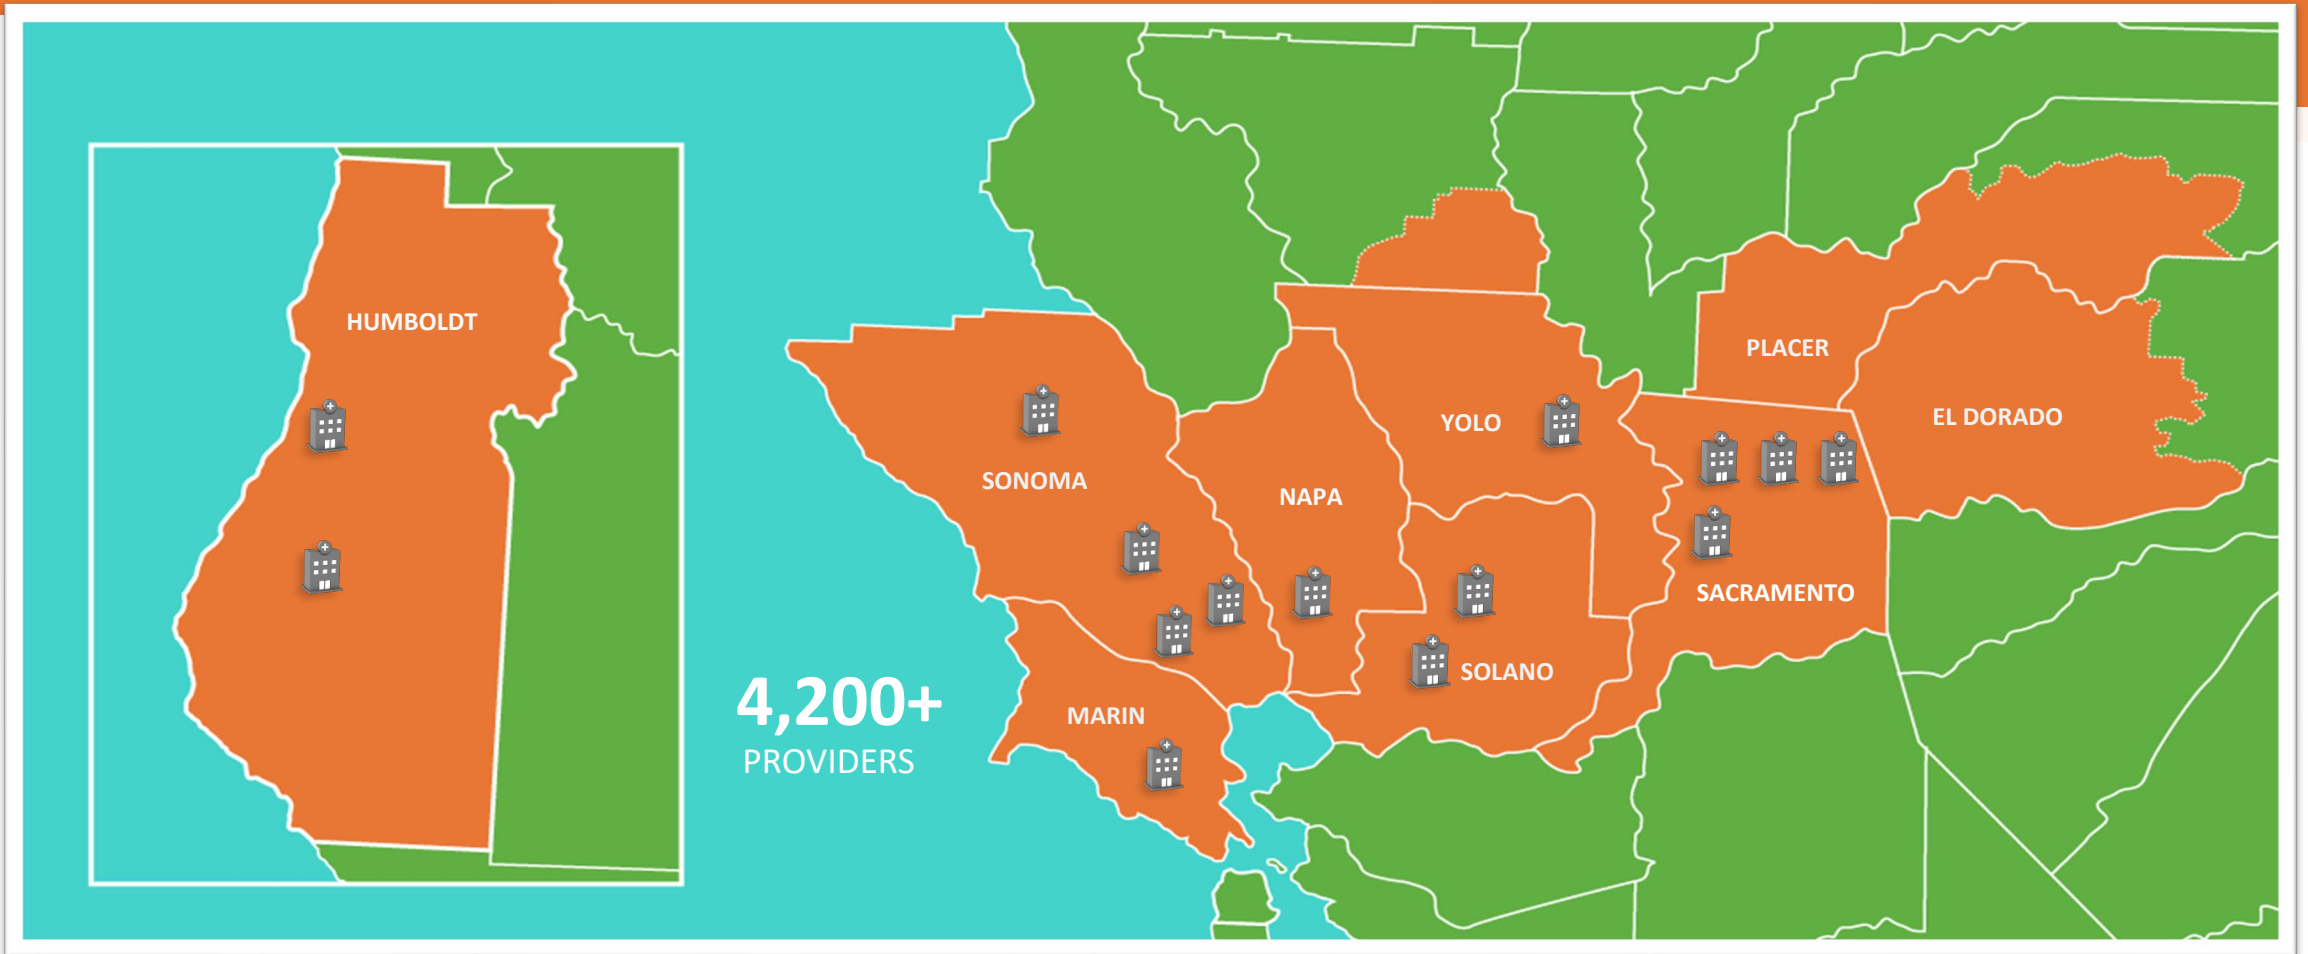 HUMBOLDT
SONOMA
NAPA
YOLO
PLACER
EL DORADO
SACRAMENTO
SOLANO
MARIN
4,200+
PROVIDERS